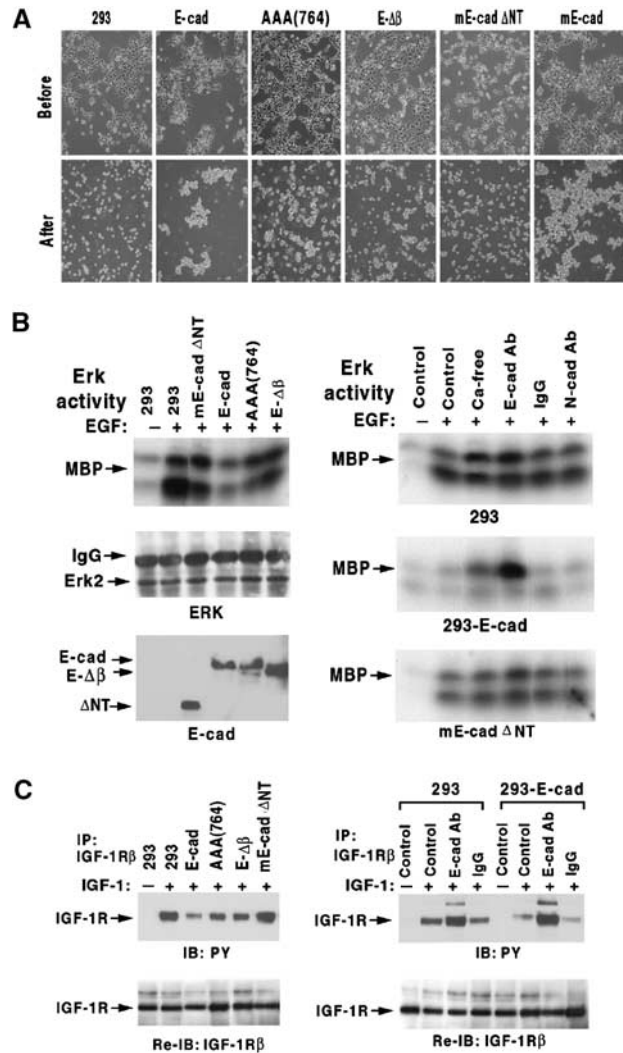 A
293 E-cad AAA(764) E-Δβ mE-cad ΔNT mE-cad
Before
After
B
Erk activity
293 293 mE-cad ΔNT E-cad AAA(764) E-Δβ
EGF: – + + + + +
MBP
IgG
Erk2
ERK
E-cad
E-Δβ
ΔNT
E-cad
Erk activity
Control Control Ca-free E-cad Ab IgG N-cad Ab
EGF: – + + + + +
MBP
293
MBP
293-E-cad
MBP
mE-cad Δ NT
C
IP: IGF-1Rβ
293 293 E-cad AAA(764) E-Δβ mE-cad ΔNT
IGF-1: – + + + + +
IGF-1R
IB: PY
IGF-1R
Re-IB: IGF-1Rβ
293 293-E-cad
IP: IGF-1Rβ
Control Control E-cad Ab IgG Control Control E-cad Ab IgG
IGF-1: – + + + – + + +
IGF-1R
IB: PY
IGF-1R
Re-IB: IGF-1Rβ